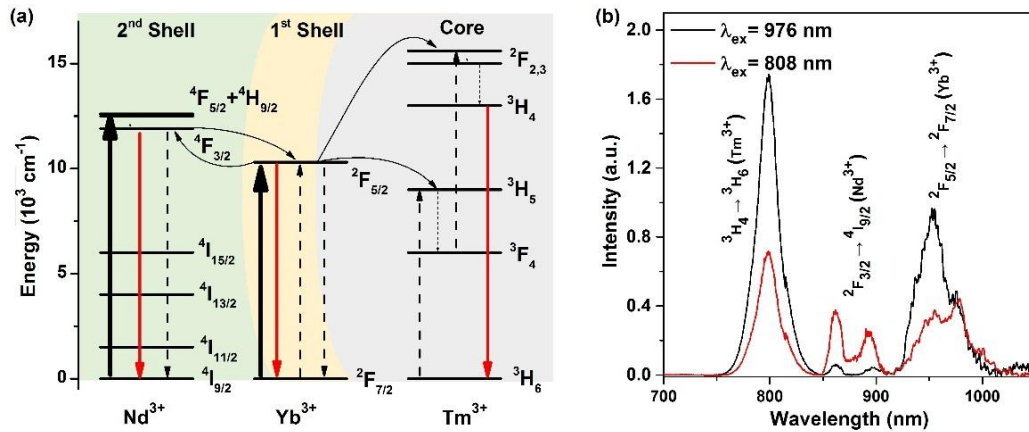 (a)
2nd Shell
1st Shell
Core
15
10
5
0
Energy (10³ cm⁻¹)
⁴F5/2+⁴H9/2
⁴F3/2
⁴I15/2
⁴I13/2
⁴I11/2
⁴I9/2
²F5/2
²F7/2
²F2,3
³H4
³H5
³F4
³H6
Nd³⁺
Yb³⁺
Tm³⁺
(b)
λex= 976 nm
λex= 808 nm
³H4→³H6 (Tm³⁺)
²F3/2→⁴I9/2 (Nd³⁺)
²F5/2→²F7/2 (Yb³⁺)
Intensity (a.u.)
2.0
1.6
1.2
0.8
0.4
0.0
700 800 900 1000
Wavelength (nm)